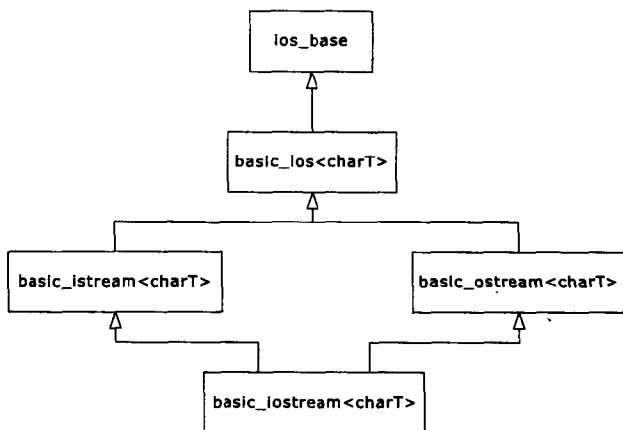 ios_base
basic_ios<charT>
basic_istream<charT>
basic_ostream<charT>
basic_iostream<charT>